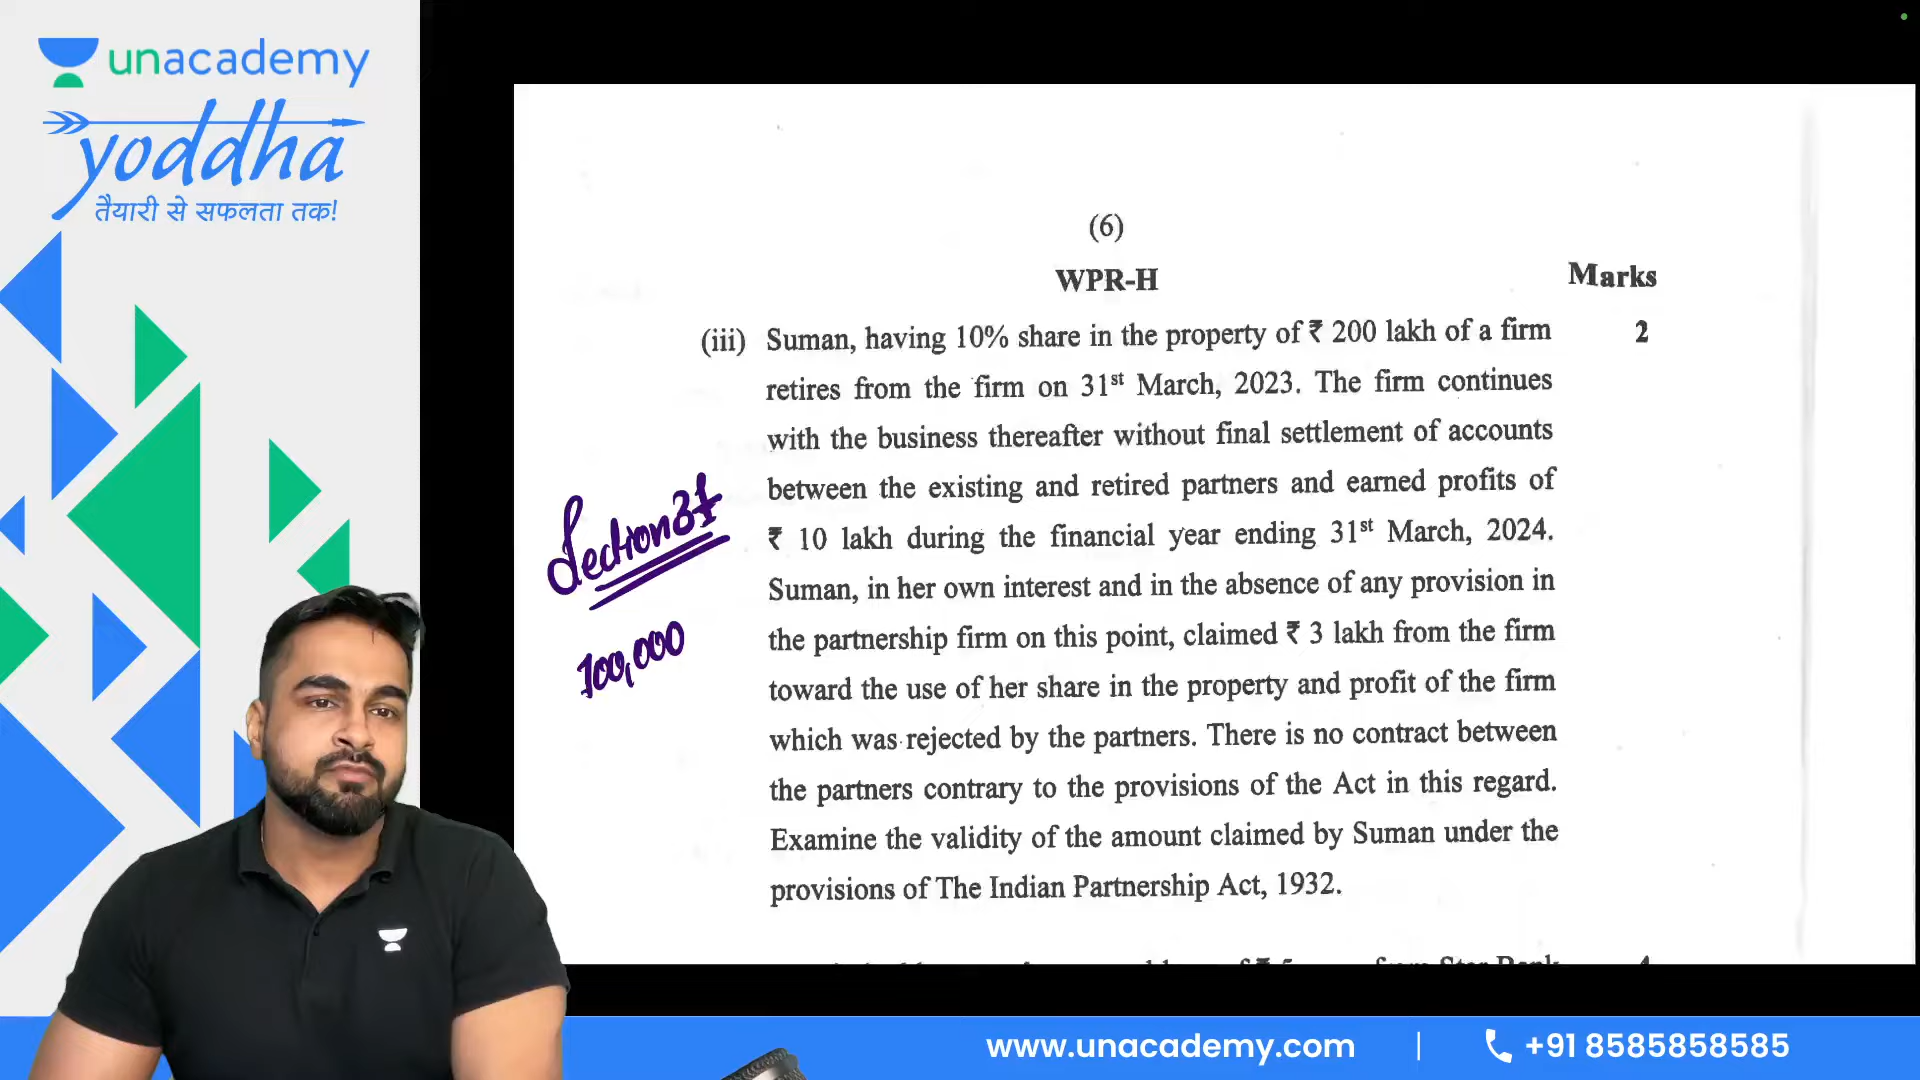 unacademy
yoddha
तैयारी से सफलता तक!
(6)
WPR-H
Marks
(iii) Suman, having 10% share in the property of ₹ 200 lakh of a firm 2
retires from the firm on 31st March, 2023. The firm continues
with the business thereafter without final settlement of accounts
between the existing and retired partners and earned profits of
₹ 10 lakh during the financial year ending 31st March, 2024.
Suman, in her own interest and in the absence of any provision in
the partnership firm on this point, claimed ₹ 3 lakh from the firm
toward the use of her share in the property and profit of the firm
which was rejected by the partners. There is no contract between
the partners contrary to the provisions of the Act in this regard.
Examine the validity of the amount claimed by Suman under the
provisions of The Indian Partnership Act, 1932.
Section 37
100,000
www.unacademy.com | +91 8585858585